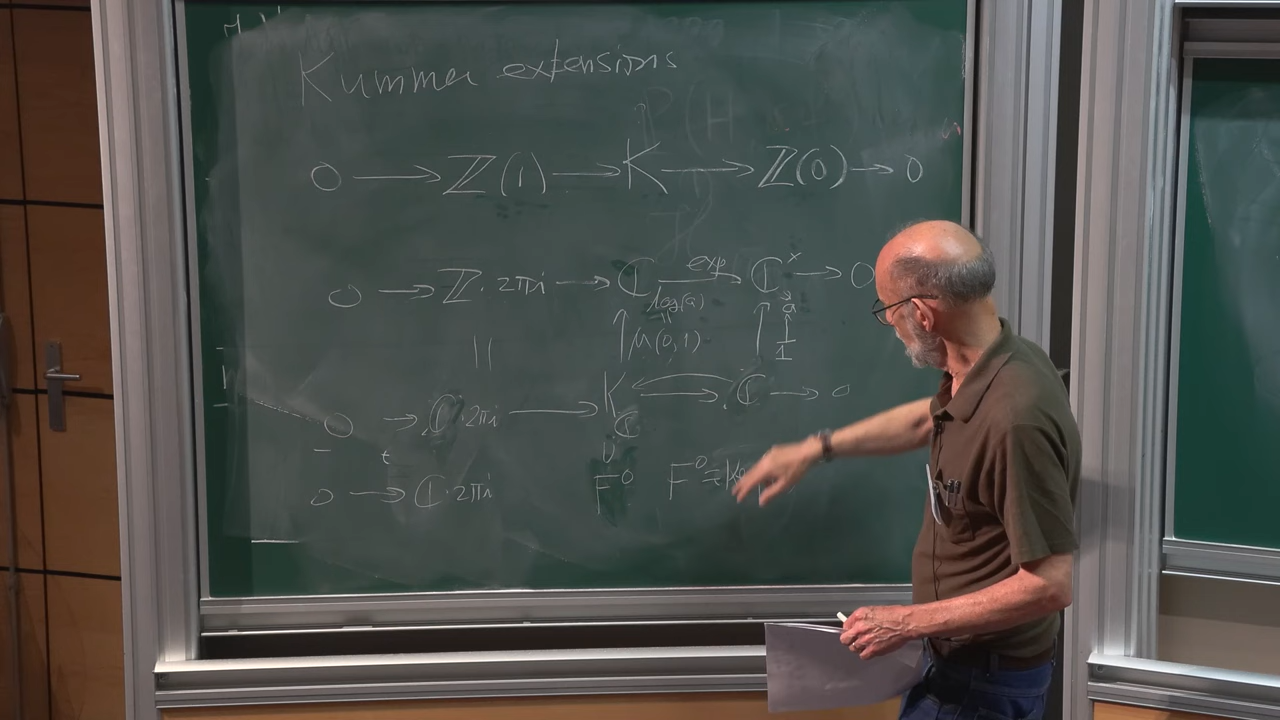 Kummer extensions
0 → ℤ(1) → K → ℤ(0) → 0
0 → ℤ·2πi → ℂ exp→ ℂ^× → 0
log(a) a
|| ↑ μ(0,1) ↑ 1
0 → ℂ·2πi → K_ℂ ⇄ ℂ → 0
∪
0 → ℂ·2πi F⁰ F⁰ =